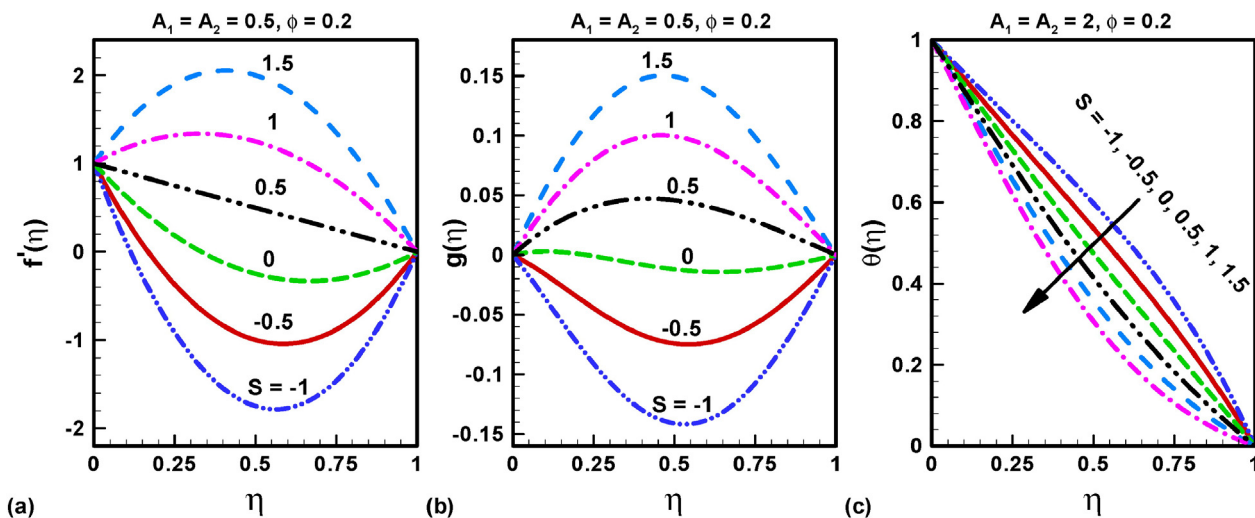 A₁ = A₂ = 0.5, ϕ = 0.2
2
1
0
-1
-2
f'(η)
1.5
1
0.5
0
-0.5
S = -1
0 0.25 0.5 0.75 1
(a) η
A₁ = A₂ = 0.5, ϕ = 0.2
0.15
0.1
0.05
0
-0.05
-0.1
-0.15
g(η)
1.5
1
0.5
0
-0.5
S = -1
0 0.25 0.5 0.75 1
(b) η
A₁ = A₂ = 2, ϕ = 0.2
1
0.8
0.6
0.4
0.2
0
θ(η)
S = -1, -0.5, 0, 0.5, 1, 1.5
0 0.25 0.5 0.75 1
(c) η